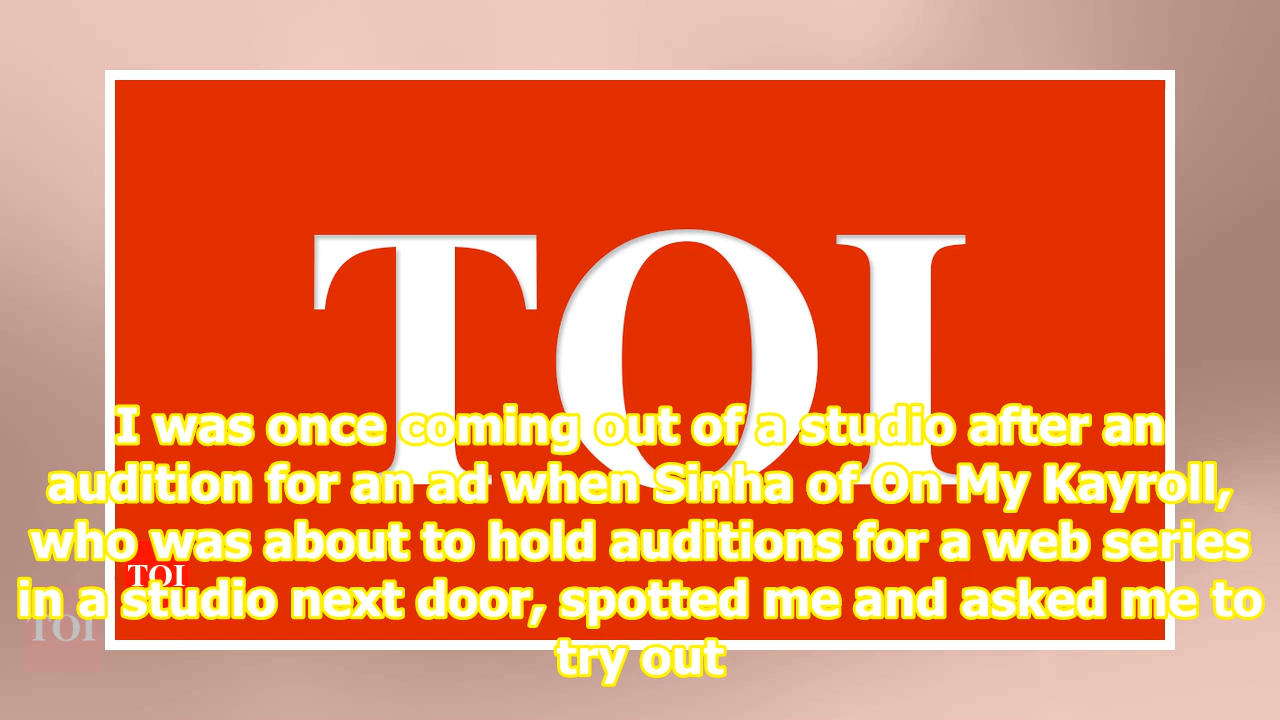 TOI
I was once coming out of a studio after an
audition for an ad when Sinha of On My Kayroll,
who was about to hold auditions for a web series
TOI
in a studio next door, spotted me and asked me to
TOI
try out